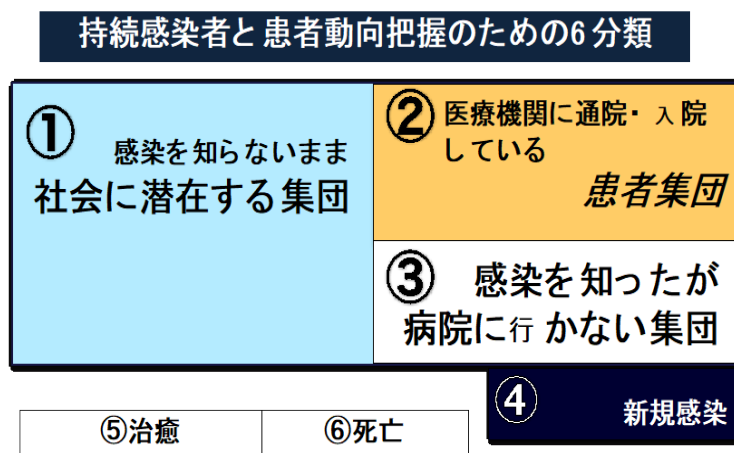 持続感染者と患者動向把握のための6分類
①
感染を知らないまま
社会に潜在する集団
②
医療機関に通院・入院
している
患者集団
③ 感染を知ったが
病院に行かない集団
④ 新規感染
⑤治癒
⑥死亡